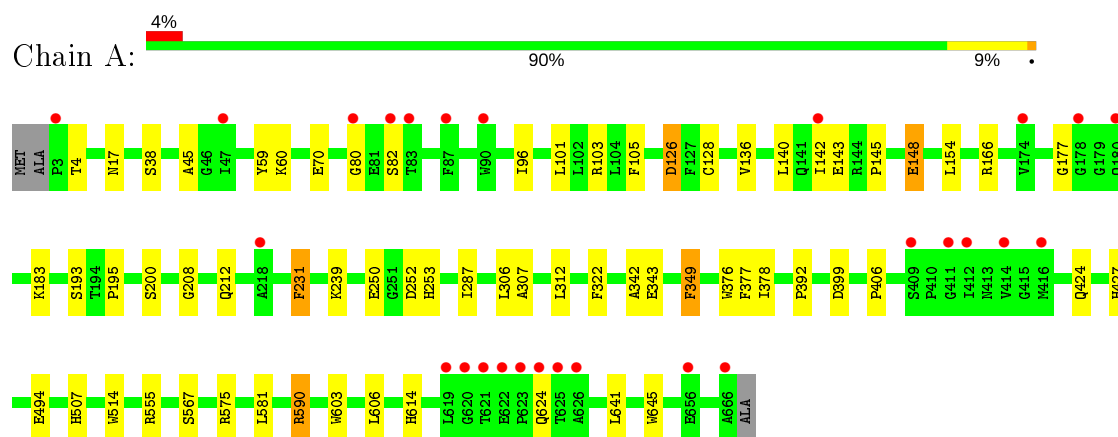 4%
Chain A:
90%
9%
MET ALA P3 T4 N17 S38 A45 G46 I47 Y59 K60 E70 G80 E81 S82 T83 F87 W90 I96 L101 L102 R103 L104 F105 D126 F127 C128 V136 L140 Q141 I142 E143 R144 P145 E148 L154 R166 V174 G177 G178 G179 Q180
K183 S193 T194 P195 S200 G208 Q212 A218 F231 K239 E250 G251 D252 H253 I287 L306 A307 L312 F322 A342 E343 F349 W376 F377 I378 P392 D399 P406 S409 P410 G411 I412 N413 V414 G415 M416 Q424 H427
E494 H507 W514 R555 S567 R575 L581 R590 W603 L606 H614 L619 G620 T621 E622 P623 Q624 T625 A626 L641 W645 E656 A666 ALA